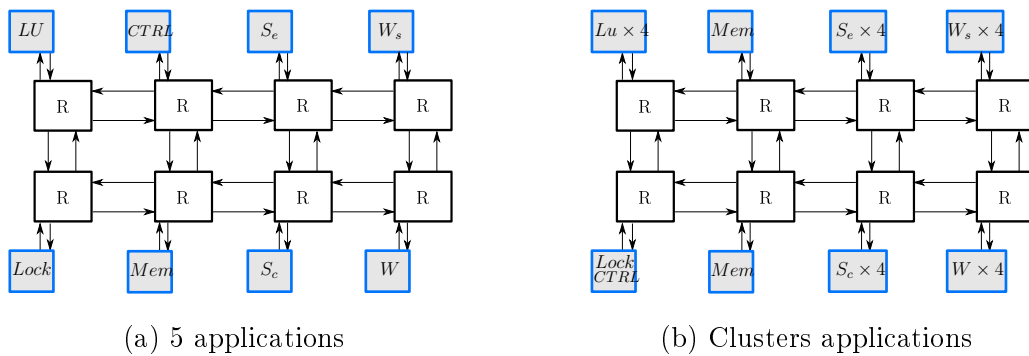 LU CTRL S_e W_s Lu × 4 Mem S_e × 4 W_s × 4
R R R R R R R R
R R R R R R R R
Lock Mem S_c W Lock CTRL Mem S_c × 4 W × 4
(a) 5 applications (b) Clusters applications